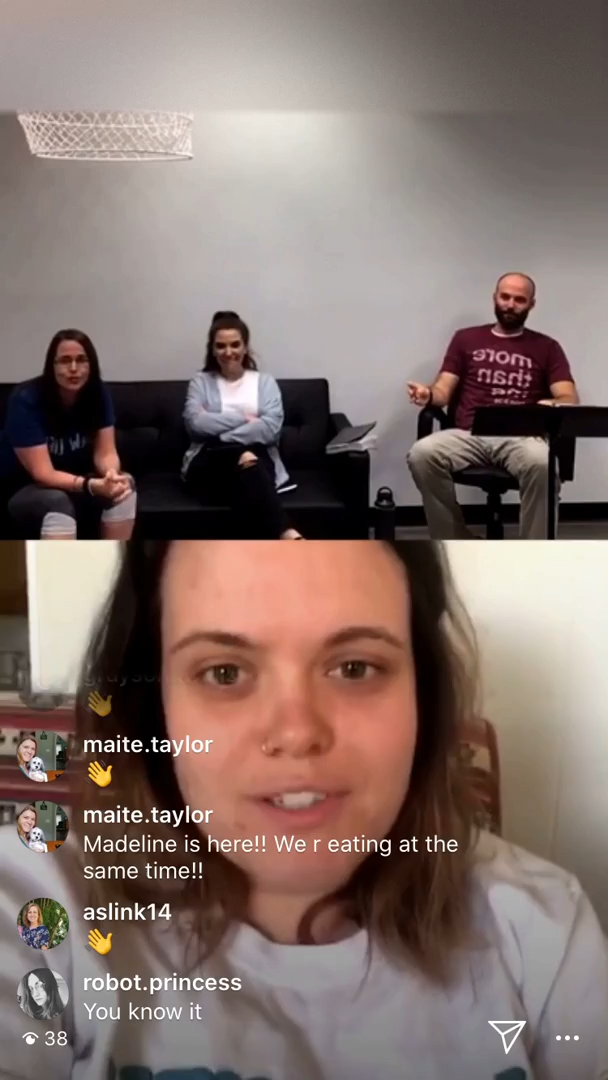 more
than
maite.taylor
👋
maite.taylor
Madeline is here!! We r eating at the
same time!!
aslink14
👋
robot.princess
You know it
38